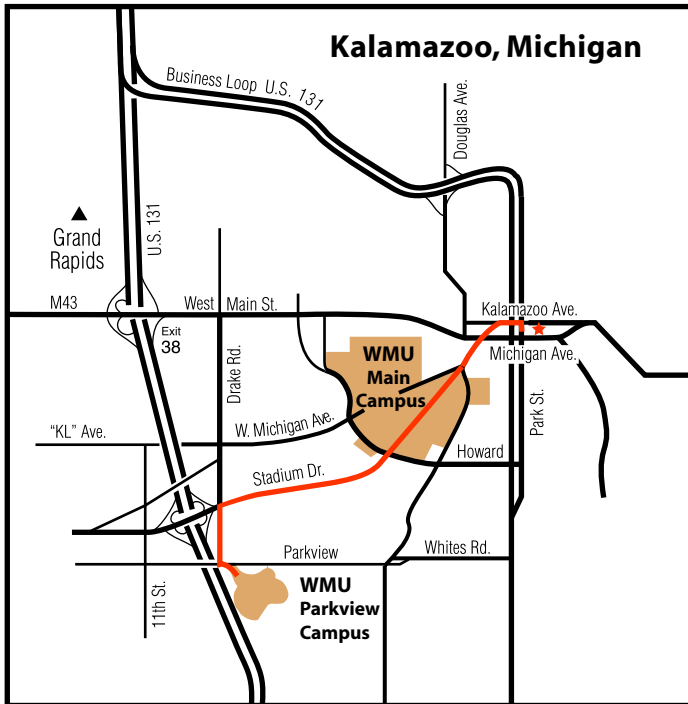 Kalamazoo, Michigan
Business Loop U.S. 131
Douglas Ave.
U.S. 131
Grand
Rapids
M43
West Main St.
Kalamazoo Ave.
Exit
38
Michigan Ave.
WMU
Main
Campus
Drake Rd.
Park St.
"KL" Ave.
W. Michigan Ave.
Howard
Stadium Dr.
Parkview
Whites Rd.
11th St.
WMU
Parkview
Campus